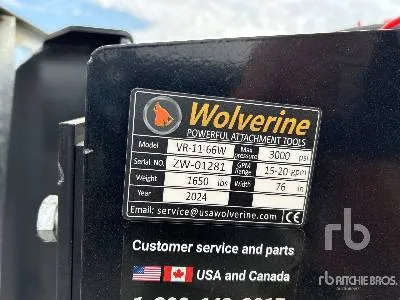 Wolverine
POWERFUL ATTACHMENT TOOLS
Model VR-11-66W Max pressure 3000 psi
Serial NO. ZW-01281 GPM Range 15-20 gpm
Weight 1650 lbs Width 76 in
Year 2024
Email: service@usawolverine.com CE
Customer service and parts
USA and Canada
rb
rb RITCHIE BROS.